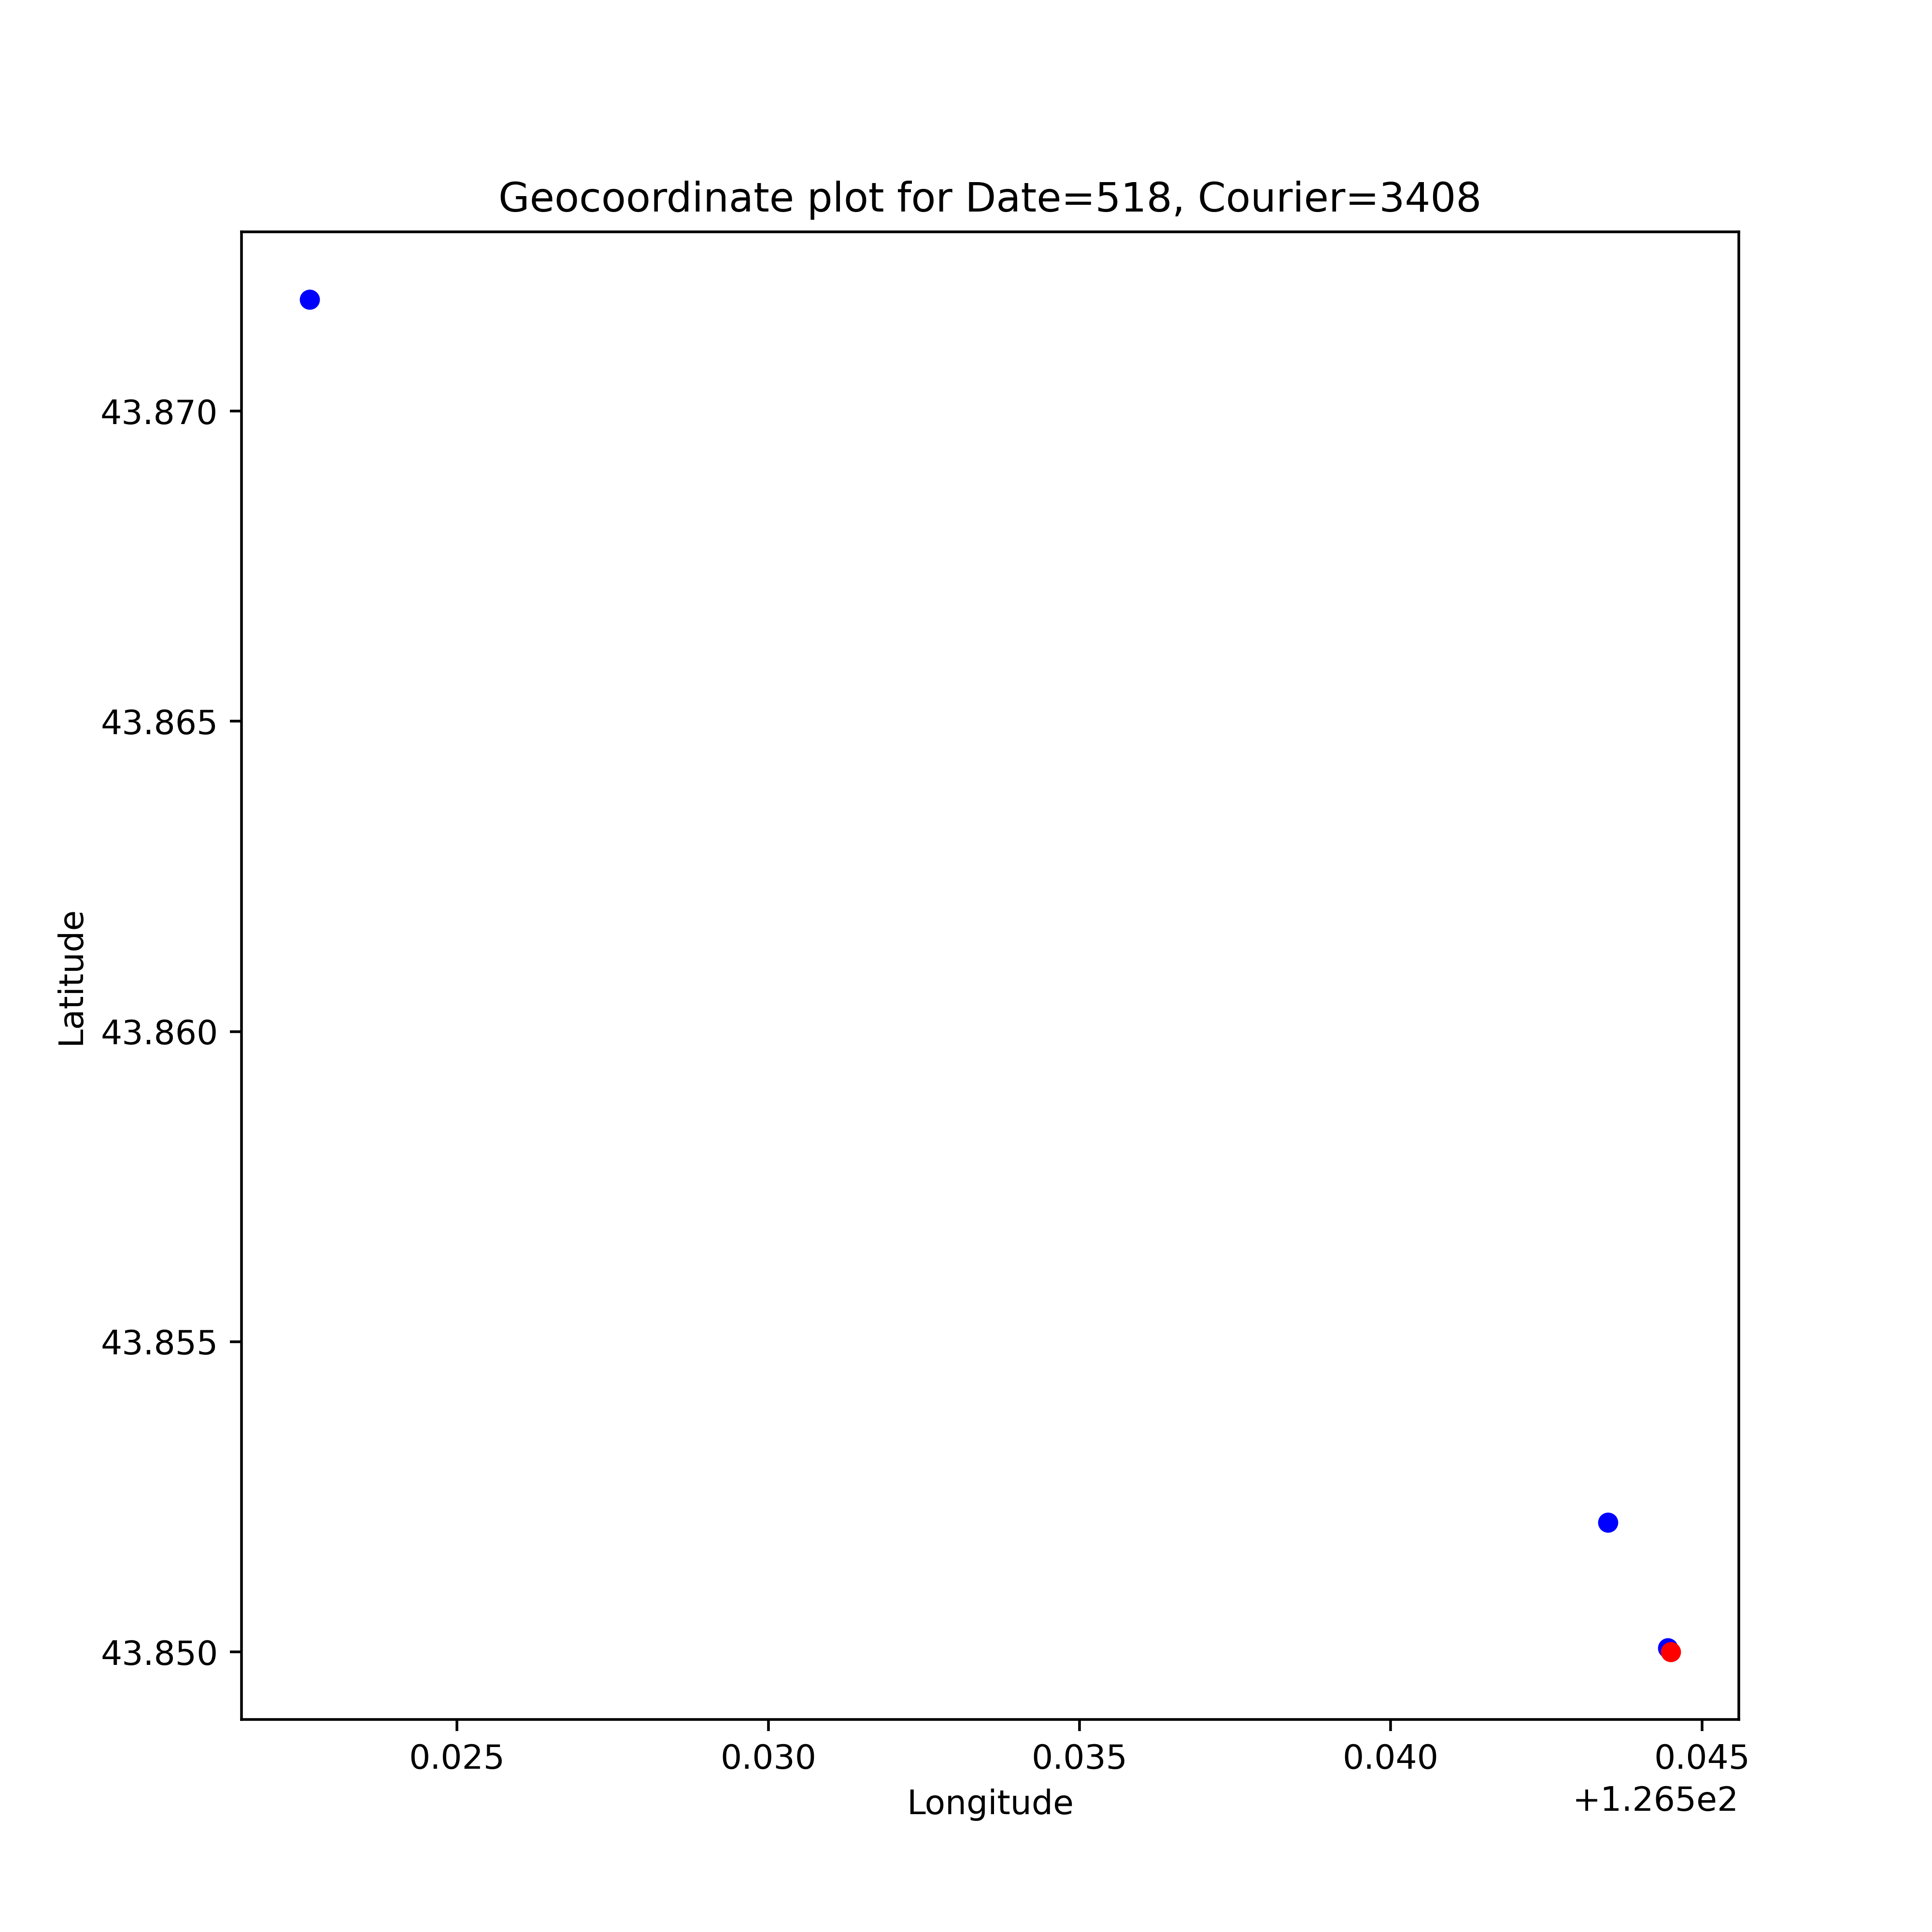 Geocoordinate plot for Date=518, Courier=3408
43.870
43.865
43.860
43.855
43.850
Latitude
0.025 0.030 0.035 0.040 0.045
+1.265e2
Longitude